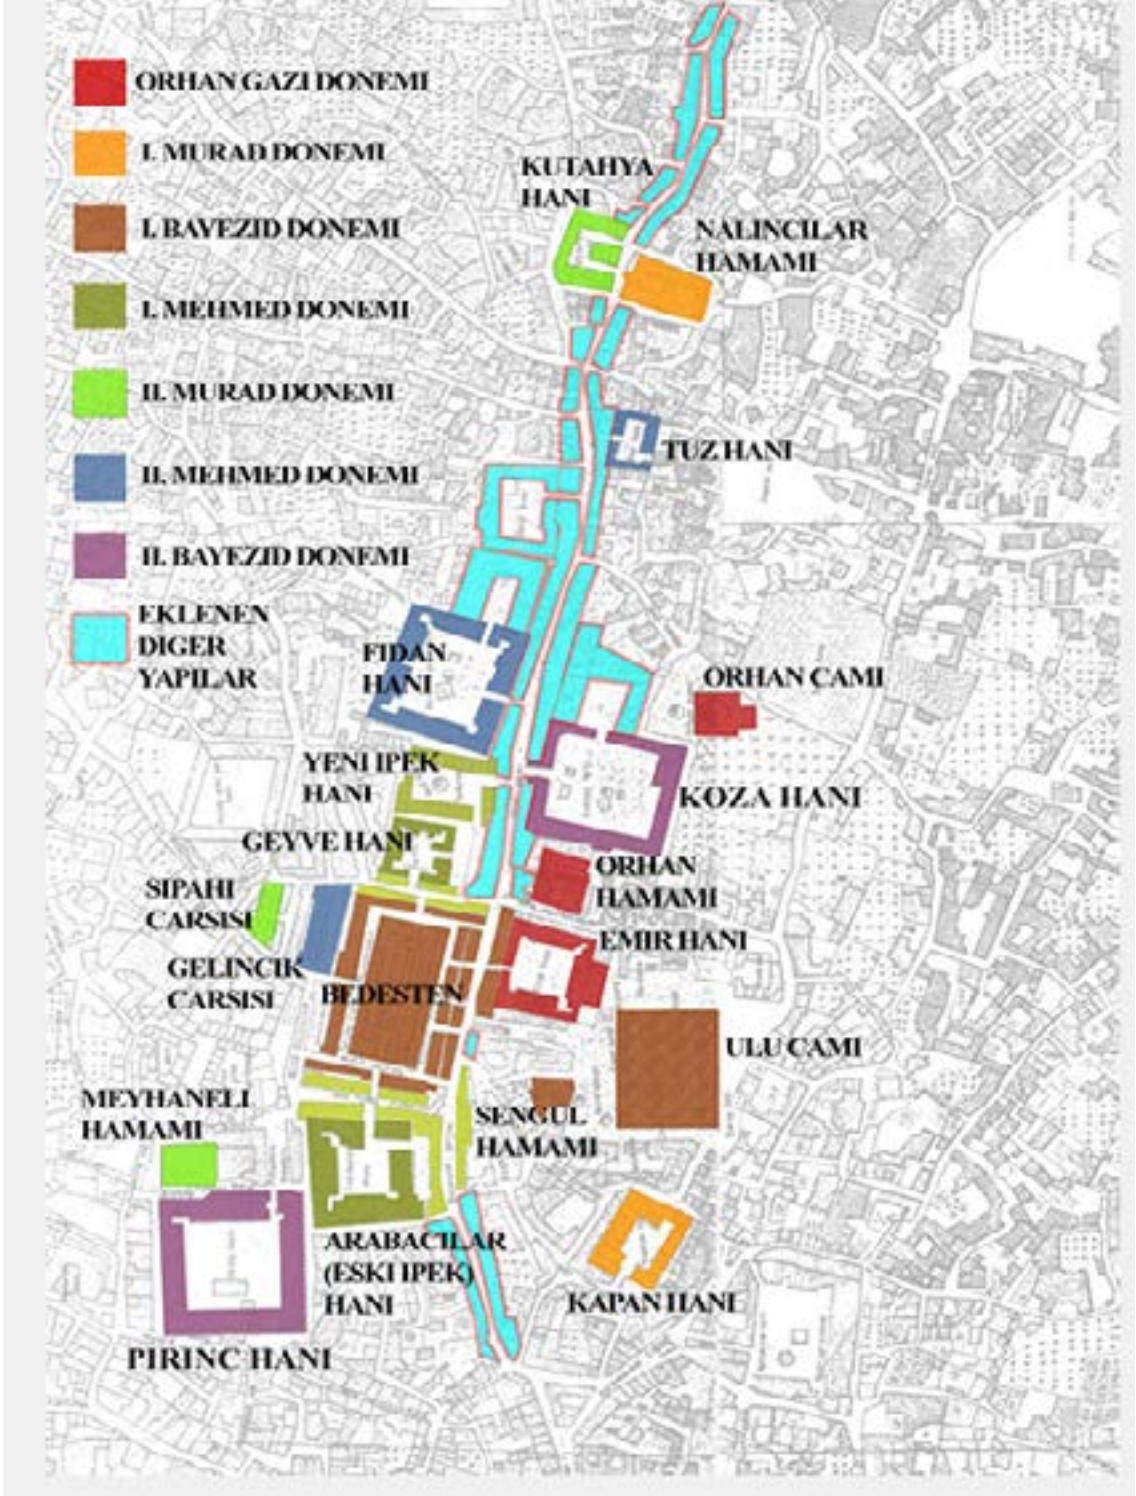 ORHAN GAZI DONEMI
I. MURAD DONEMI
I. BAYEZID DONEMI
I. MEHMED DONEMI
II. MURAD DONEMI
II. MEHMED DONEMI
II. BAYEZID DONEMI
EKLENEN
DIGER
YAPILAR
KUTAHYA
HANI
NALINCILAR
HAMAMI
TUZ HANI
FIDAN
HANI
ORHAN CAMI
YENI IPEK
HANI
KOZA HANI
GEYVE HANI
ORHAN
HAMAMI
SIPAHI
CARSISI
EMIR HANI
GELINCIK
CARSISI
BEDESTEN
ULU CAMI
MEYHANELI
HAMAMI
SENGUL
HAMAMI
ARABACILAR
(ESKI IPEK)
HANI
KAPAN HANI
PIRINC HANI